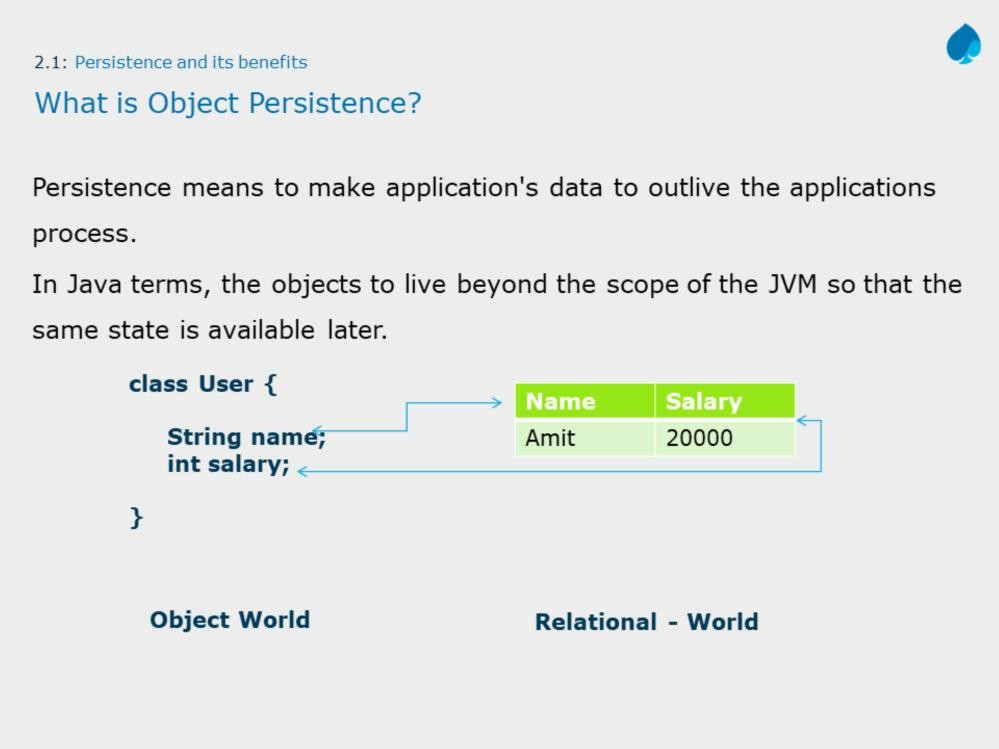 2.1: Persistence and its benefits
What is Object Persistence?
Persistence means to make application's data to outlive the applications
process.
In Java terms, the objects to live beyond the scope of the JVM so that the
same state is available later.
class User {
String name;
int salary;
}
Name Salary
Amit 20000
Object World
Relational - World